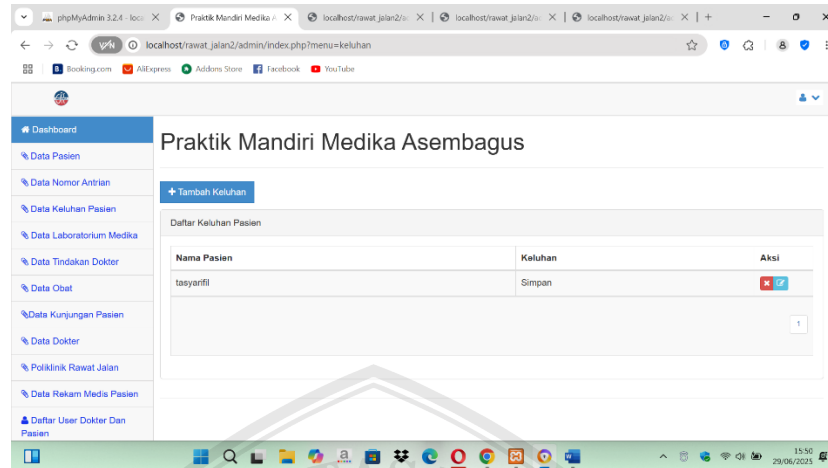 phpMyAdmin 3.2.4 - loca
Praktik Mandiri Medika A
localhost/rawat_jalan2/a
localhost/rawat_jalan2/a
localhost/rawat_jalan2/a
VN
localhost/rawat_jalan2/admin/index.php?menu=keluhan
Booking.com
AliExpress
Addons Store
Facebook
YouTube
Dashboard
Data Pasien
Data Nomor Antrian
Data Keluhan Pasien
Data Laboratorium Medika
Data Tindakan Dokter
Data Obat
Data Kunjungan Pasien
Data Dokter
Poliklinik Rawat Jalan
Data Rekam Medis Pasien
Daftar User Dokter Dan
Pasien
Praktik Mandiri Medika Asembagus
+ Tambah Keluhan
Daftar Keluhan Pasien
Nama Pasien Keluhan Aksi
tasyarifil Simpan
1
15:50
29/06/2025